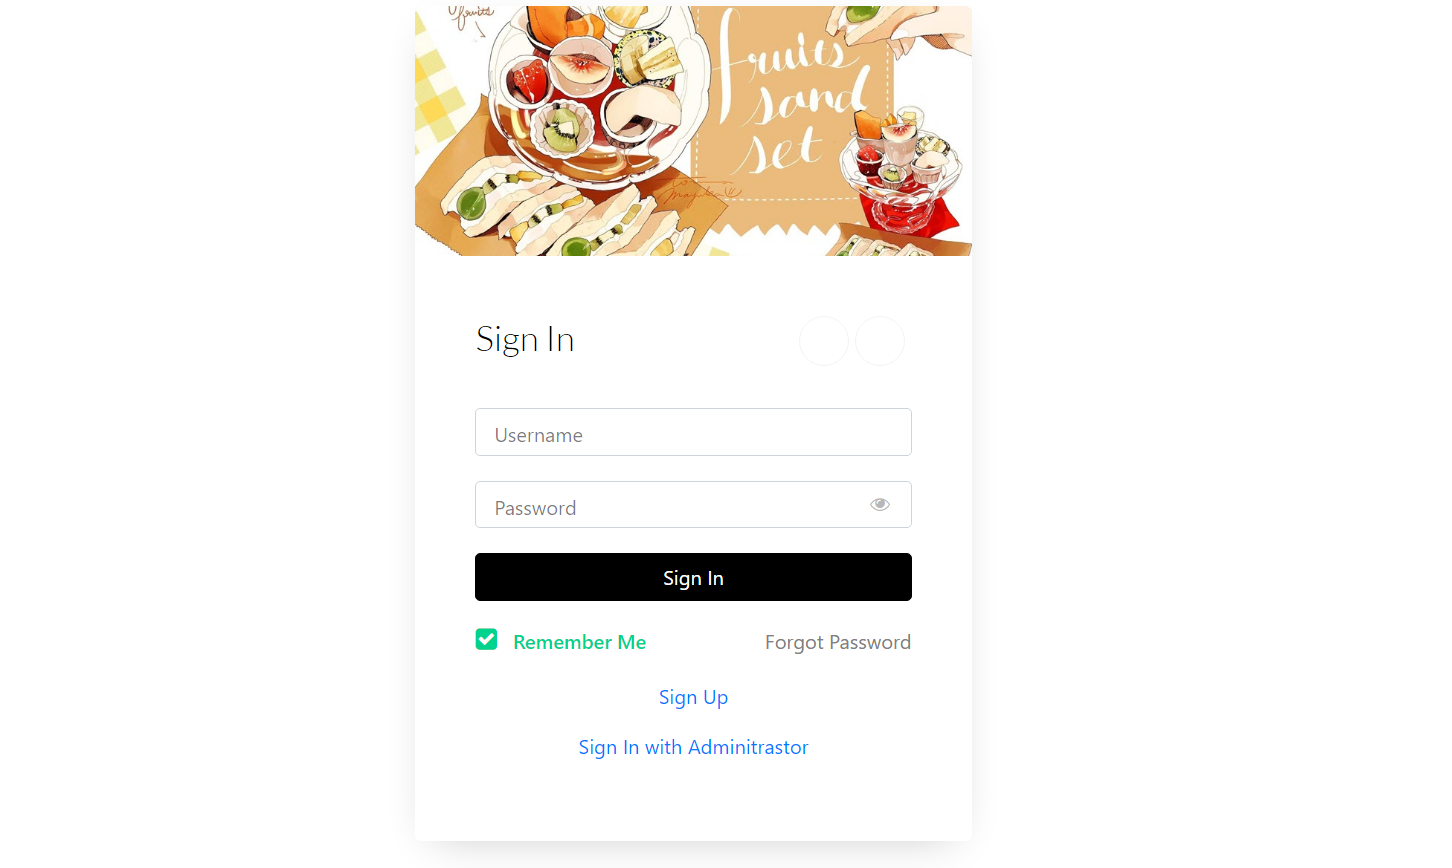 fruits
fruits
sand
set
Sign In
Username
Password
Sign In
Remember Me
Forgot Password
Sign Up
Sign In with Adminitrastor